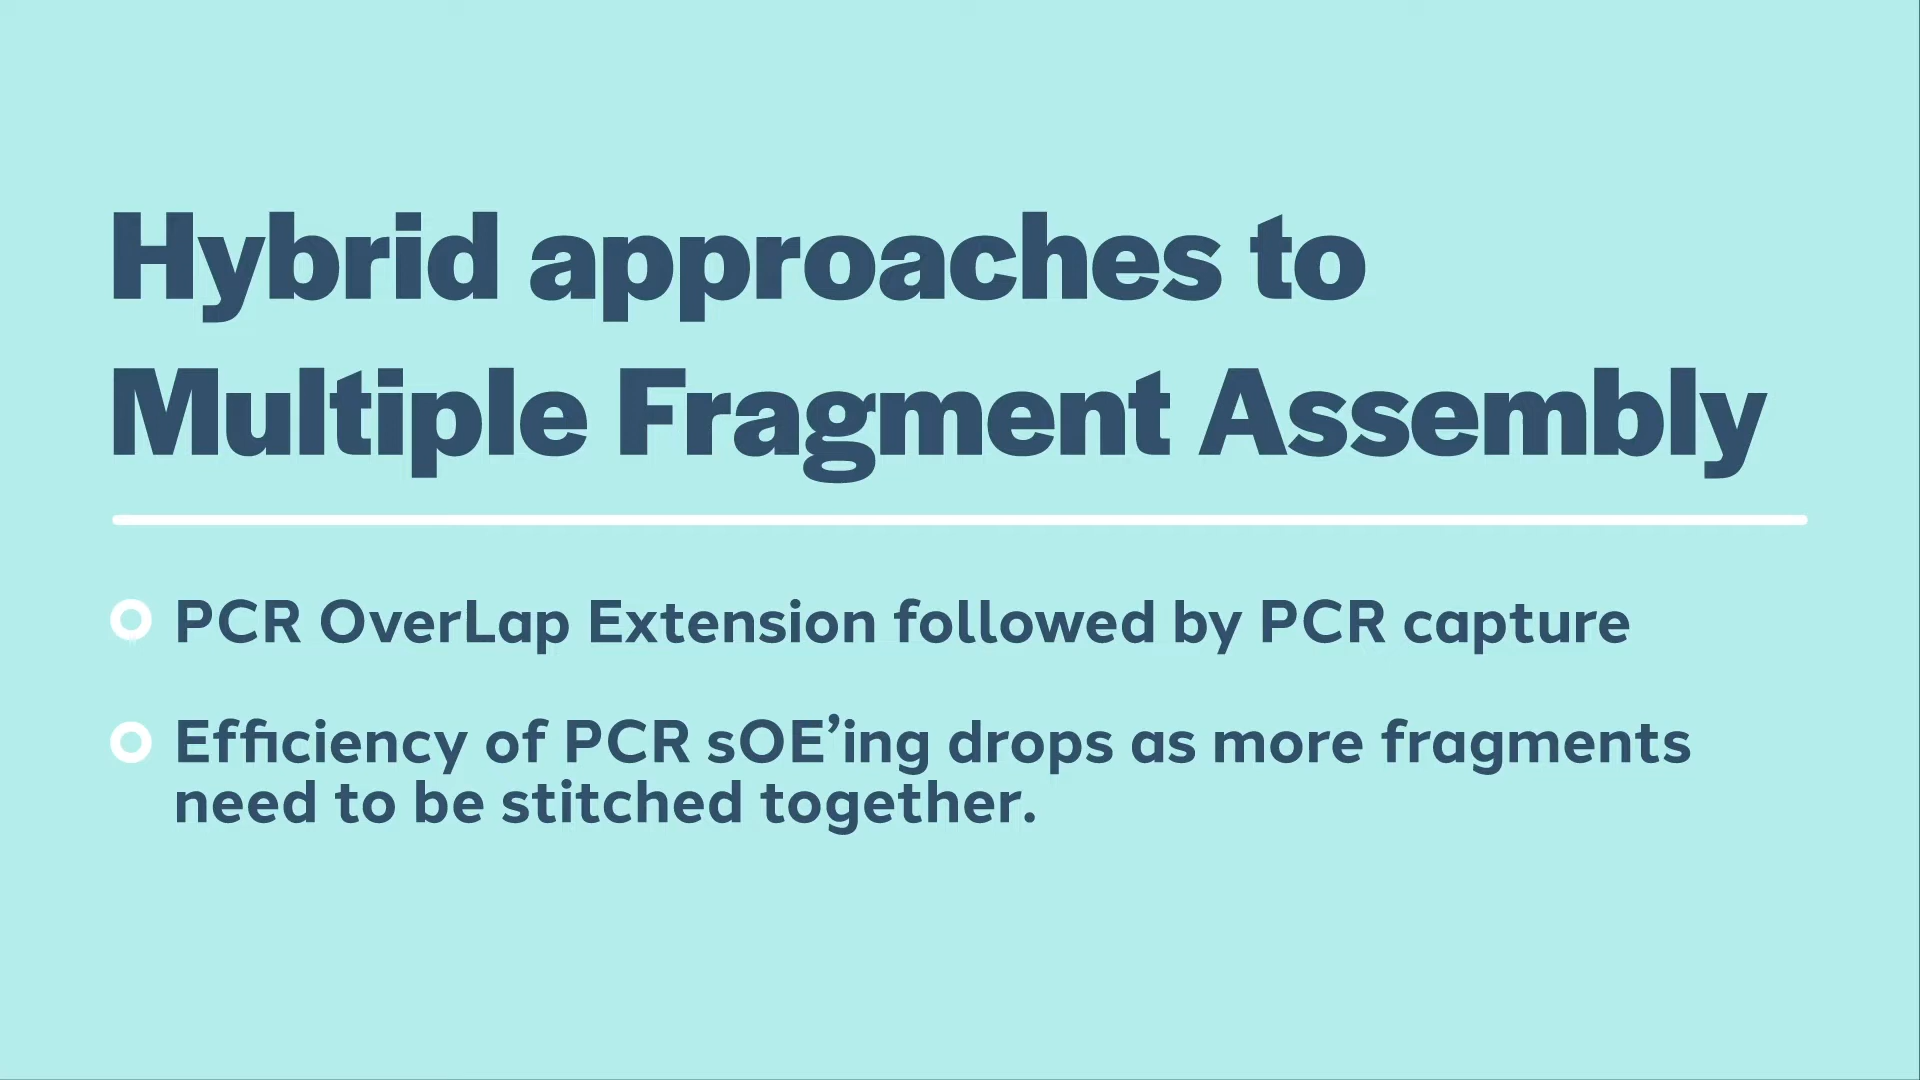 Hybrid approaches to
Multiple Fragment Assembly
PCR OverLap Extension followed by PCR capture
Efficiency of PCR sOE’ing drops as more fragments
need to be stitched together.